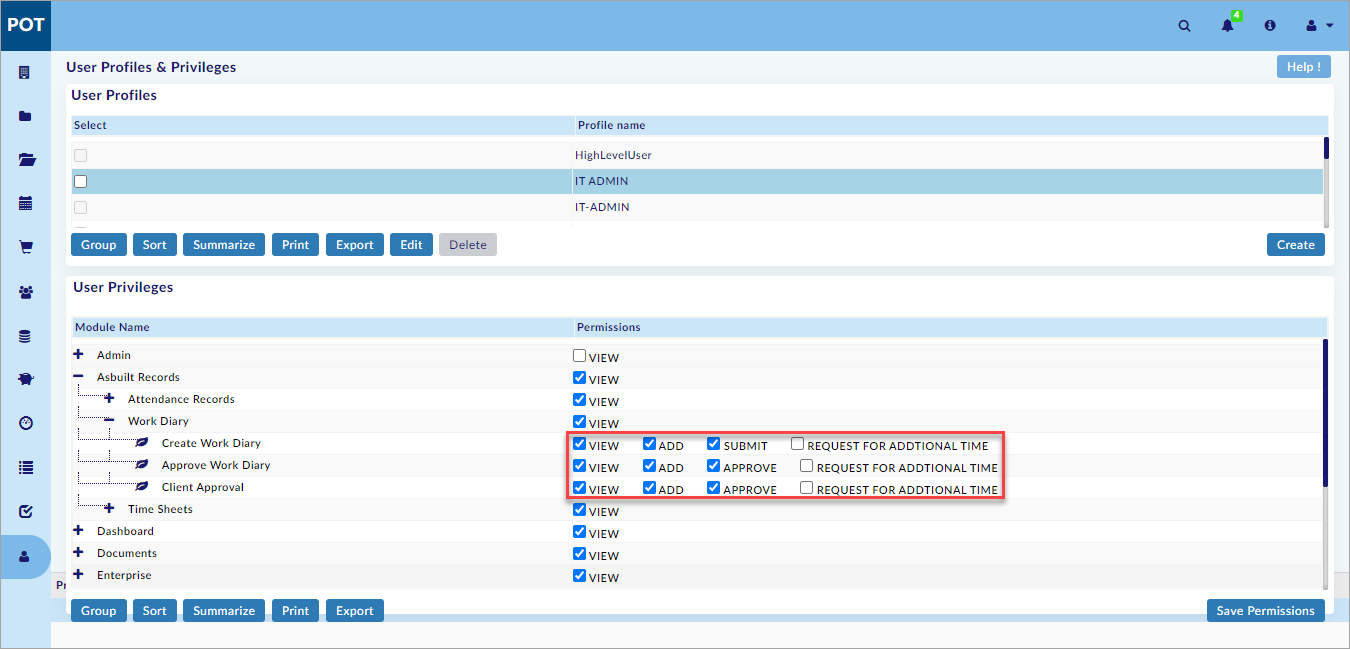 POT
4
User Profiles & Privileges
Help !
User Profiles
Select Profile name
HighLevelUser
IT ADMIN
IT-ADMIN
Group Sort Summarize Print Export Edit Delete Create
User Privileges
Module Name Permissions
Admin VIEW
Asbuilt Records VIEW
Attendance Records VIEW
Work Diary VIEW
Create Work Diary VIEW ADD SUBMIT REQUEST FOR ADDTIONAL TIME
Approve Work Diary VIEW ADD APPROVE REQUEST FOR ADDTIONAL TIME
Client Approval VIEW ADD APPROVE REQUEST FOR ADDTIONAL TIME
Time Sheets VIEW
Dashboard VIEW
Documents VIEW
Enterprise VIEW
Group Sort Summarize Print Export Save Permissions